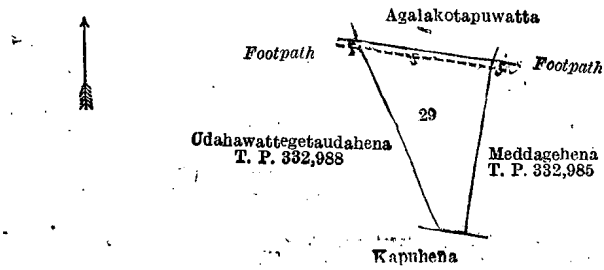 Agalakotapuwatta
Footpath
Footpath
29
Udahawattegetaudahena
T. P. 332,988
Meddagehena
T. P. 332,985
Kapuhena